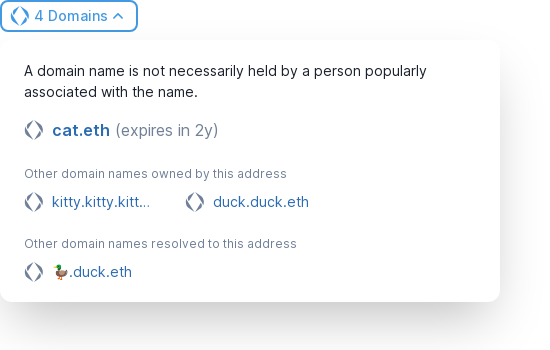 4 Domains
A domain name is not necessarily held by a person popularly
associated with the name.
cat.eth (expires in 2y)
Other domain names owned by this address
kitty.kitty.kitt... duck.duck.eth
Other domain names resolved to this address
🦆.duck.eth